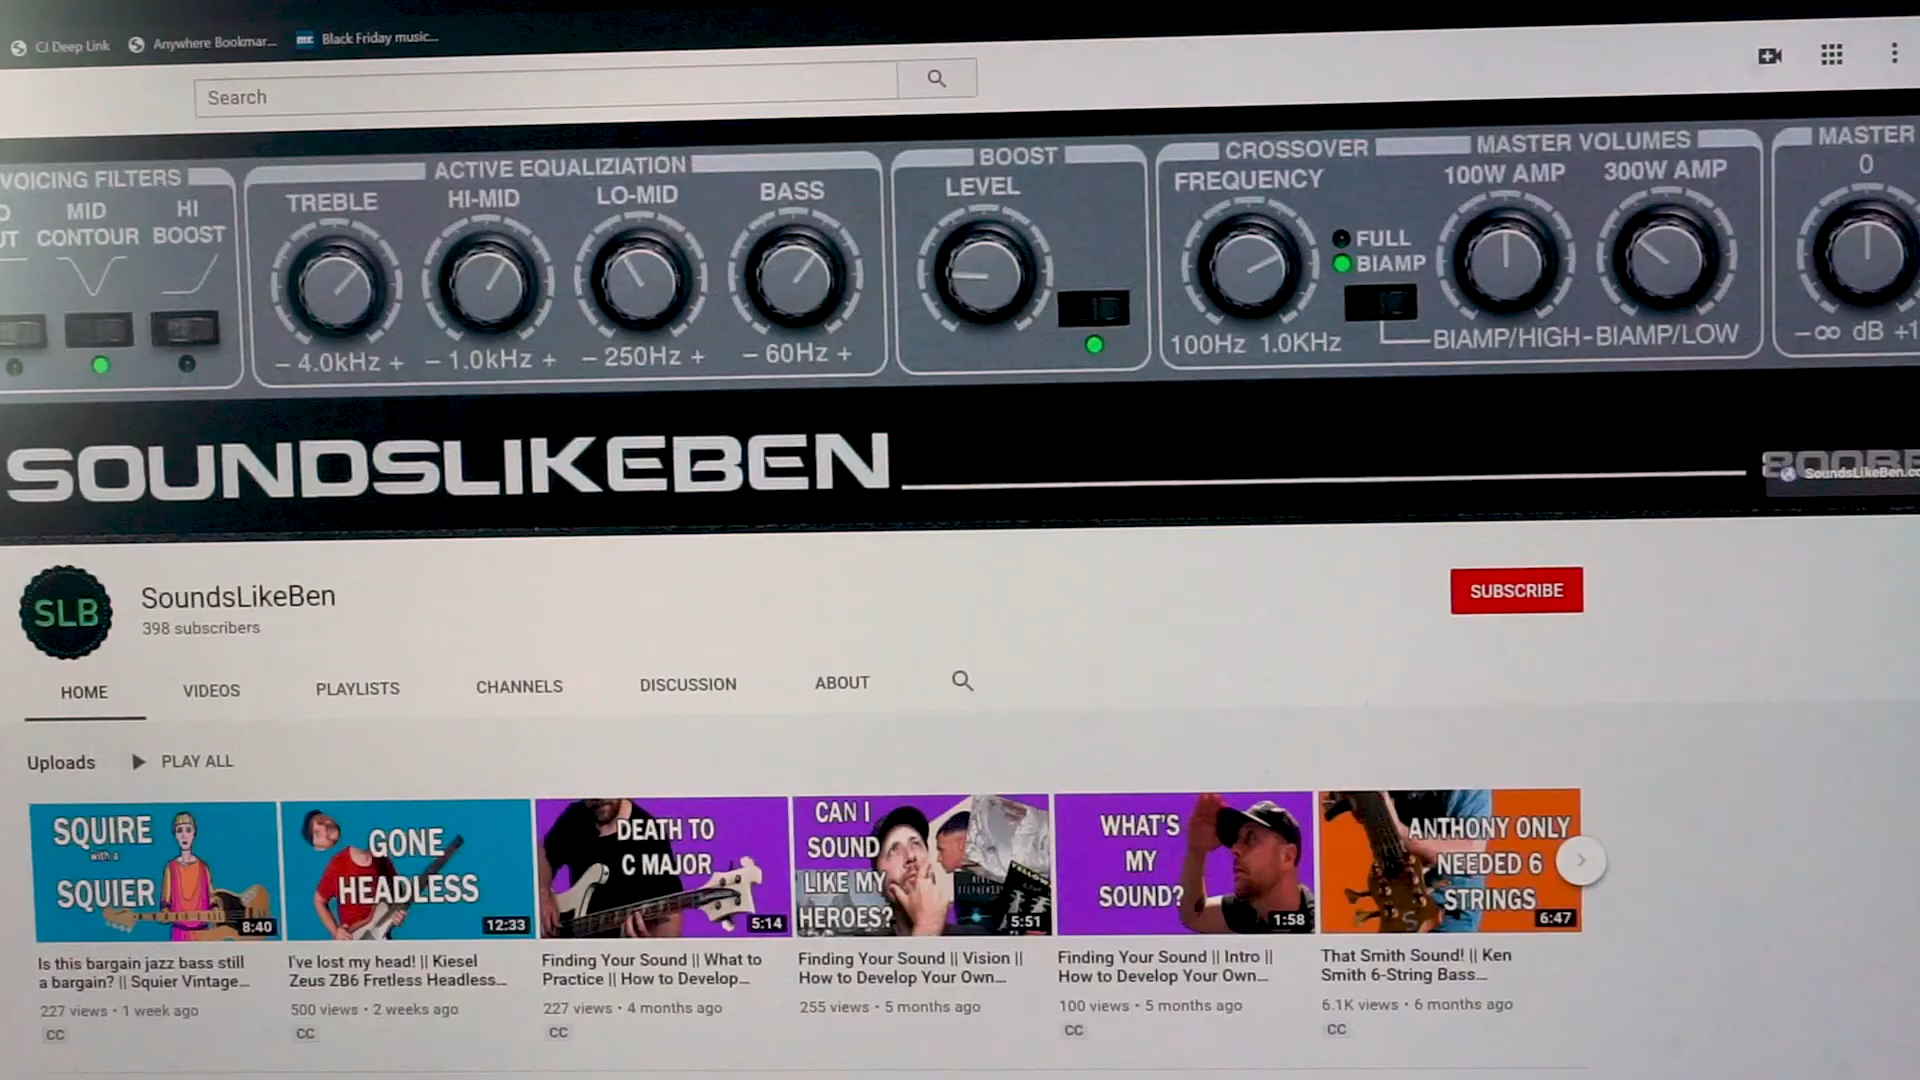 CJ Deep Link
Anywhere Bookmar...
Black Friday music...
Search
VOICING FILTERS
MID CONTOUR
HI BOOST
ACTIVE EQUALIZIATION
TREBLE
HI-MID
LO-MID
BASS
– 4.0kHz +
– 1.0kHz +
– 250Hz +
– 60Hz +
BOOST
LEVEL
CROSSOVER
FREQUENCY
100Hz 1.0KHz
FULL
BIAMP
MASTER VOLUMES
100W AMP
300W AMP
BIAMP/HIGH-BIAMP/LOW
MASTER
0
–∞ dB +1
SOUNDSLIKEBEN
SoundsLikeBen.co
SLB
SoundsLikeBen
398 subscribers
SUBSCRIBE
HOME
VIDEOS
PLAYLISTS
CHANNELS
DISCUSSION
ABOUT
Uploads
PLAY ALL
SQUIRE
with a
SQUIER
8:40
GONE
HEADLESS
12:33
DEATH TO
C MAJOR
5:14
CAN I
SOUND
LIKE MY
HEROES?
5:51
WHAT'S
MY
SOUND?
1:58
ANTHONY ONLY
NEEDED 6
STRINGS
6:47
Is this bargain jazz bass still
a bargain? || Squier Vintage...
227 views • 1 week ago
CC
I've lost my head! || Kiesel
Zeus ZB6 Fretless Headless...
500 views • 2 weeks ago
CC
Finding Your Sound || What to
Practice || How to Develop...
227 views • 4 months ago
CC
Finding Your Sound || Vision ||
How to Develop Your Own...
255 views • 5 months ago
Finding Your Sound || Intro ||
How to Develop Your Own...
100 views • 5 months ago
CC
That Smith Sound! || Ken
Smith 6-String Bass...
6.1K views • 6 months ago
CC